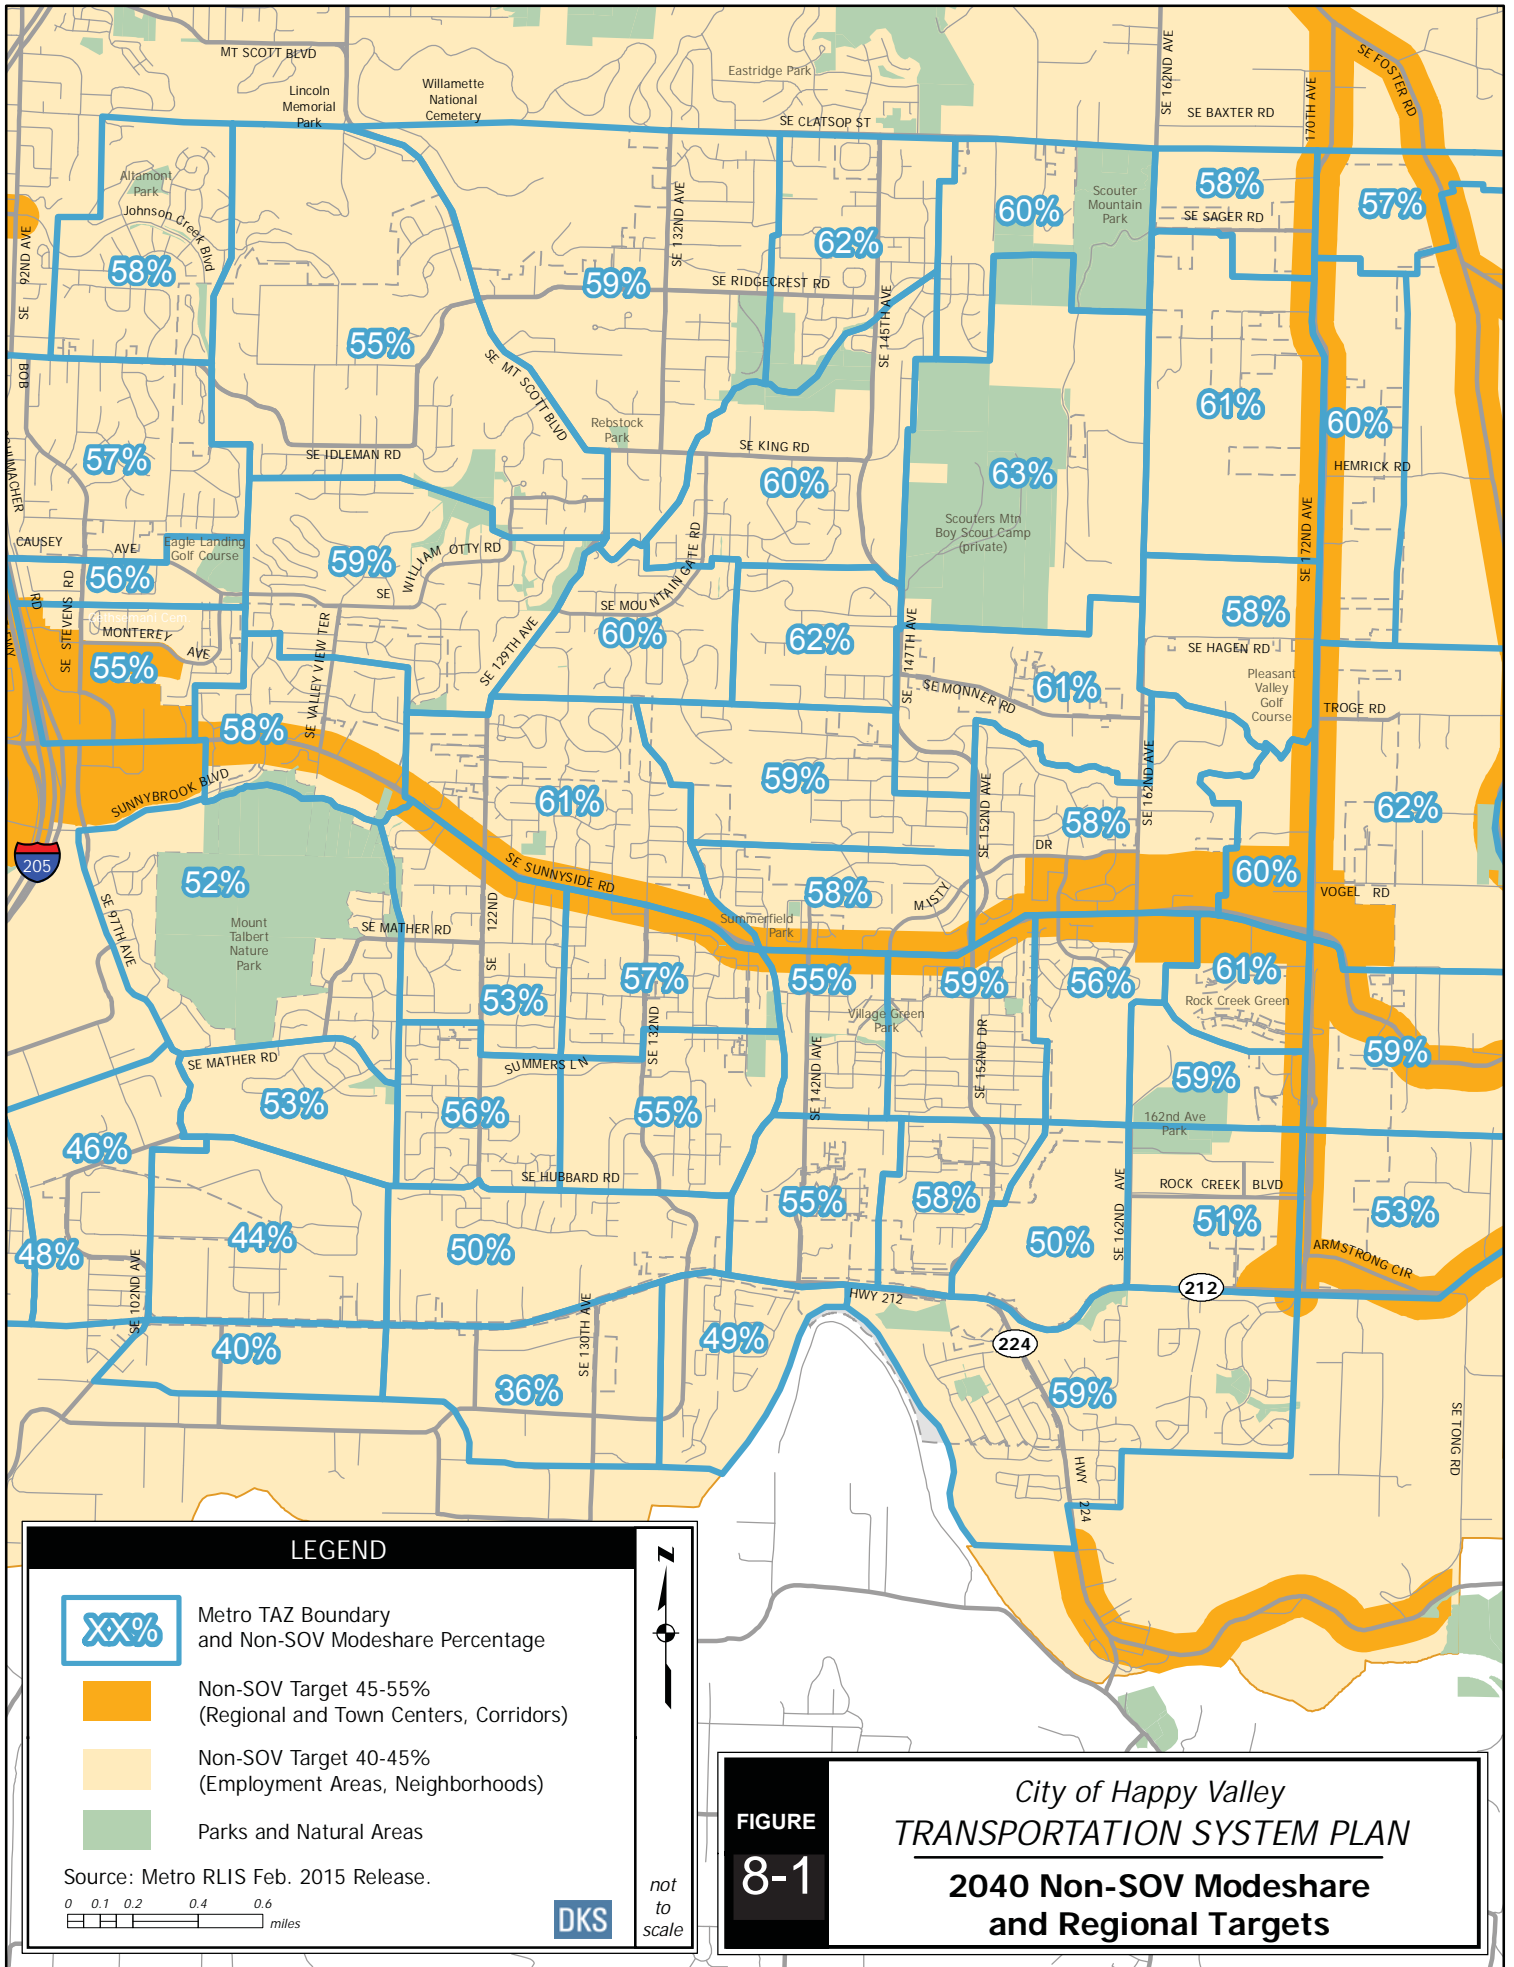 MT SCOTT BLVD
Lincoln
Memorial
Park
Willamette
National
Cemetery
Eastridge Park
SE CLATSOP ST
SE 162ND AVE
SE BAXTER RD
170TH AVE
SE FOSTER RD
Altamont
Park
Johnson Creek Blvd
SE 92ND AVE
58%
55%
59%
SE 132ND AVE
62%
SE RIDGECREST RD
SE 145TH AVE
60%
Scouter
Mountain
Park
58%
SE SAGER RD
57%
BOB
SCHUMACHER
57%
SE IDLEMAN RD
SE MT SCOTT BLVD
Rebstock
Park
SE KING RD
60%
63%
Scouters Mtn
Boy Scout Camp
(private)
61%
60%
HEMRICK RD
SE 172ND AVE
CAUSEY AVE
Eagle Landing
Golf Course
56%
RD
SE STEVENS RD
59%
SE WILLIAM OTTY RD
SE MOUNTAIN GATE RD
60%
62%
SE 147TH AVE
58%
SE HAGEN RD
MONTEREY AVE
55%
SE VALLEY VIEW TER
SE 129TH AVE
SE MONNER RD
61%
Pleasant
Valley
Golf
Course
TROGE RD
58%
SUNNYBROOK BLVD
61%
59%
SE 152ND AVE
SE 162ND AVE
58%
62%
205
52%
SE SUNNYSIDE RD
58%
MISTY DR
60%
VOGEL RD
SE 97TH AVE
Mount
Talbert
Nature
Park
SE MATHER RD
SE 122ND
Summerfield
Park
53%
57%
SE 132ND
55%
59%
56%
61%
Rock Creek Green
Village Green
Park
SE MATHER RD
SUMMERS LN
SE 142ND AVE
SE 152ND DR
59%
59%
53%
56%
55%
162nd Ave
Park
46%
SE HUBBARD RD
55%
58%
SE 162ND AVE
ROCK CREEK BLVD
51%
53%
48%
44%
50%
50%
ARMSTRONG CIR
SE 102ND AVE
SE 130TH AVE
HWY 212
212
40%
36%
49%
224
59%
HWY 224
SE TONG RD
LEGEND
XX%
Metro TAZ Boundary
and Non-SOV Modeshare Percentage
Non-SOV Target 45-55%
(Regional and Town Centers, Corridors)
Non-SOV Target 40-45%
(Employment Areas, Neighborhoods)
Parks and Natural Areas
Source: Metro RLIS Feb. 2015 Release.
0 0.1 0.2 0.4 0.6
miles
DKS
N
not
to
scale
FIGURE
8-1
City of Happy Valley
TRANSPORTATION SYSTEM PLAN
2040 Non-SOV Modeshare
and Regional Targets